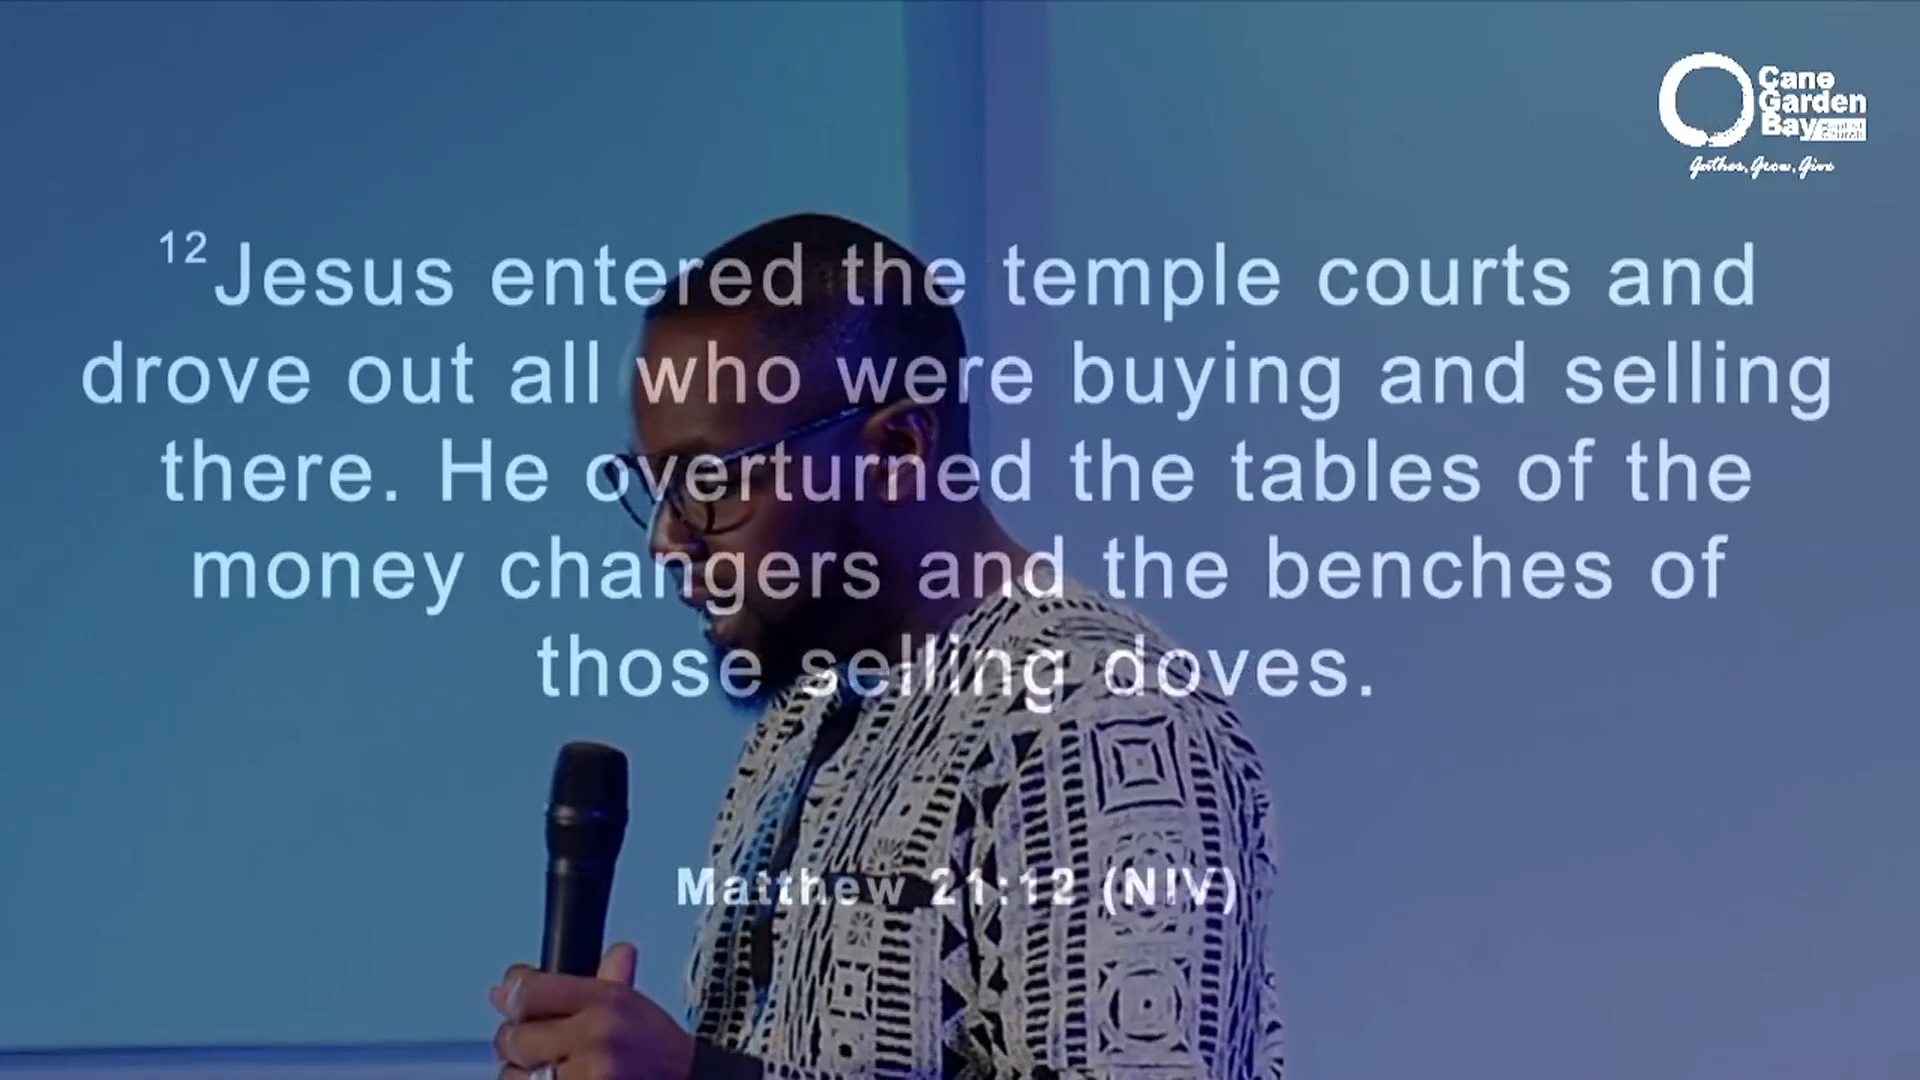 Cane
Garden
Bay
Gather, Grow, Give
12 Jesus entered the temple courts and
drove out all who were buying and selling
there. He overturned the tables of the
money changers and the benches of
those selling doves.
Matthew 21:12 (NIV)